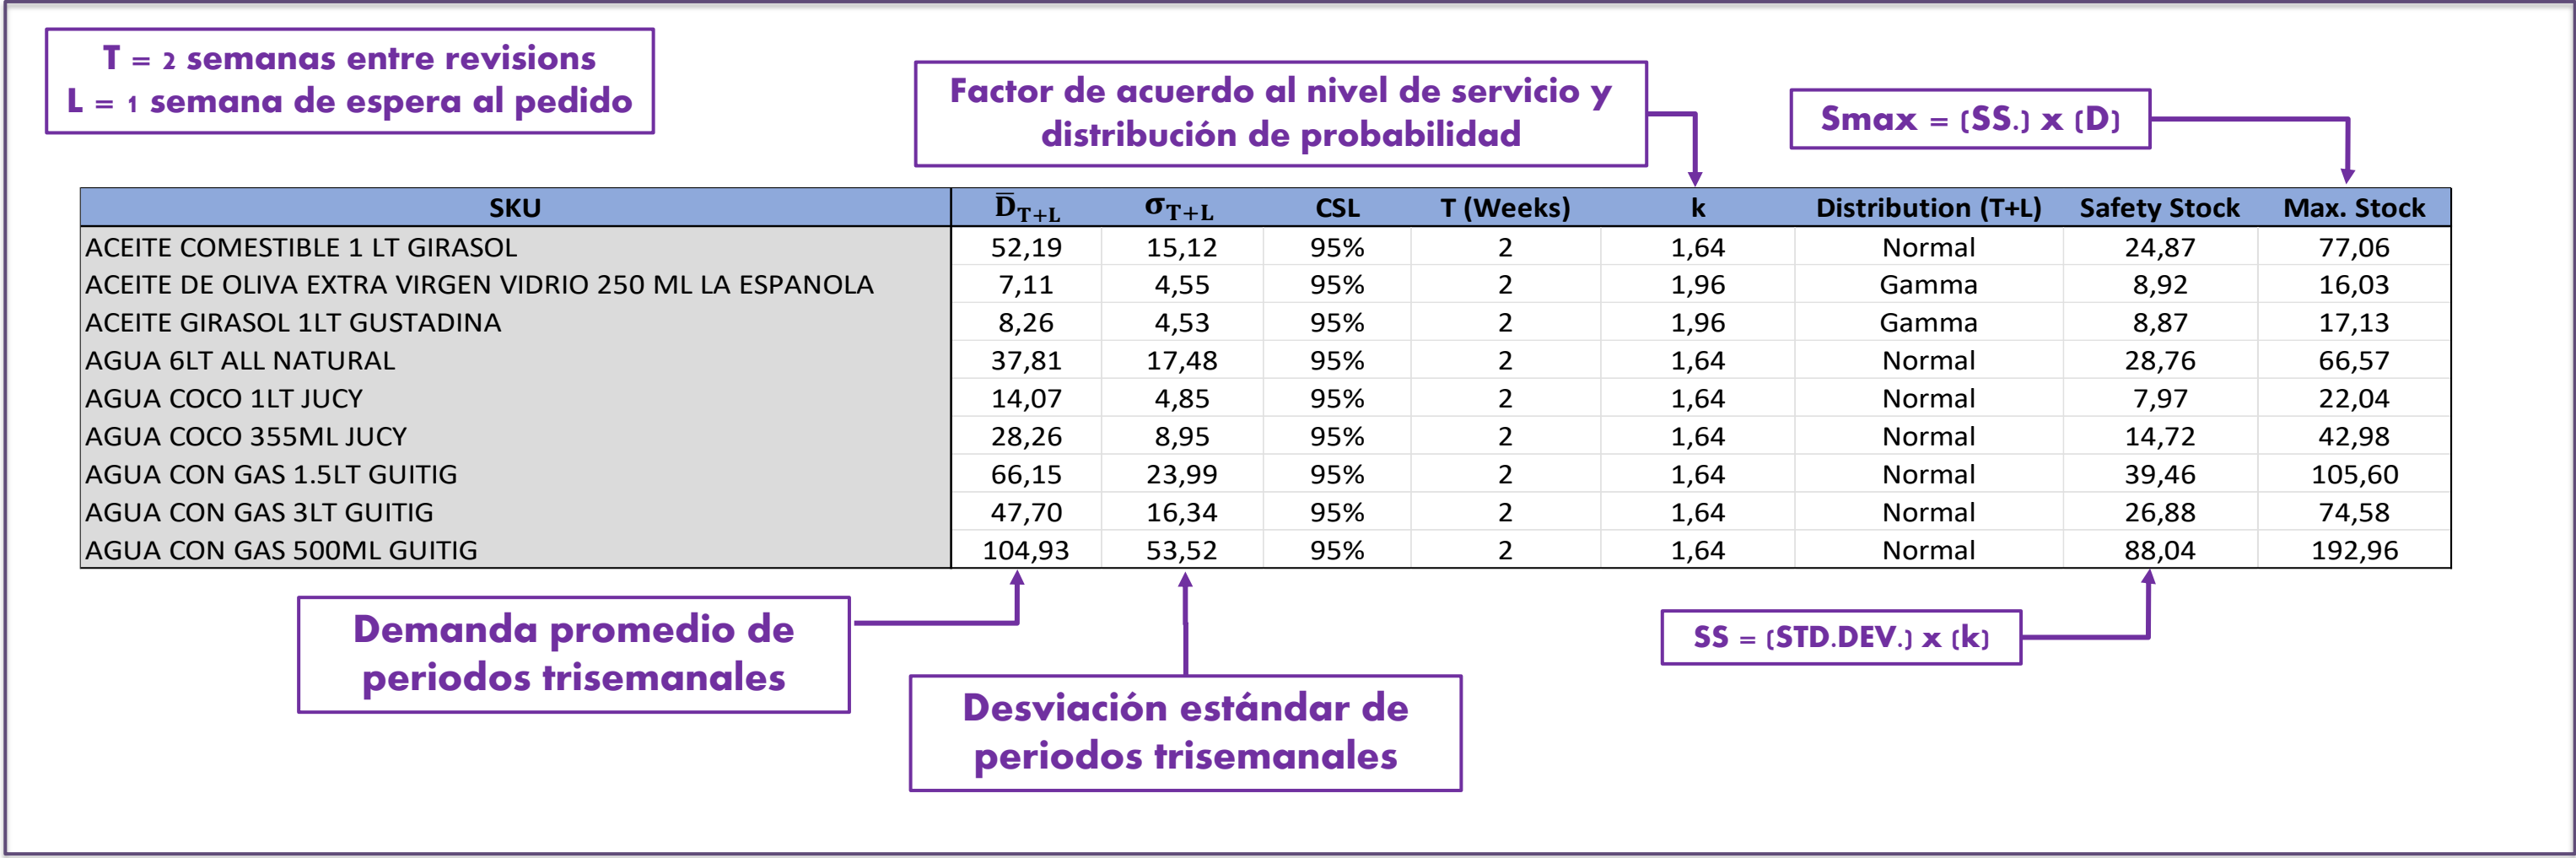 T = 2 semanas entre revisions
L = 1 semana de espera al pedido
Factor de acuerdo al nivel de servicio y
distribución de probabilidad
Smax = (SS.) x (D)
SKU D̅T+L σT+L CSL T (Weeks) k Distribution (T+L) Safety Stock Max. Stock
ACEITE COMESTIBLE 1 LT GIRASOL 52,19 15,12 95% 2 1,64 Normal 24,87 77,06
ACEITE DE OLIVA EXTRA VIRGEN VIDRIO 250 ML LA ESPANOLA 7,11 4,55 95% 2 1,96 Gamma 8,92 16,03
ACEITE GIRASOL 1LT GUSTADINA 8,26 4,53 95% 2 1,96 Gamma 8,87 17,13
AGUA 6LT ALL NATURAL 37,81 17,48 95% 2 1,64 Normal 28,76 66,57
AGUA COCO 1LT JUCY 14,07 4,85 95% 2 1,64 Normal 7,97 22,04
AGUA COCO 355ML JUCY 28,26 8,95 95% 2 1,64 Normal 14,72 42,98
AGUA CON GAS 1.5LT GUITIG 66,15 23,99 95% 2 1,64 Normal 39,46 105,60
AGUA CON GAS 3LT GUITIG 47,70 16,34 95% 2 1,64 Normal 26,88 74,58
AGUA CON GAS 500ML GUITIG 104,93 53,52 95% 2 1,64 Normal 88,04 192,96
Demanda promedio de
periodos trisemanales
SS = (STD.DEV.) x (k)
Desviación estándar de
periodos trisemanales